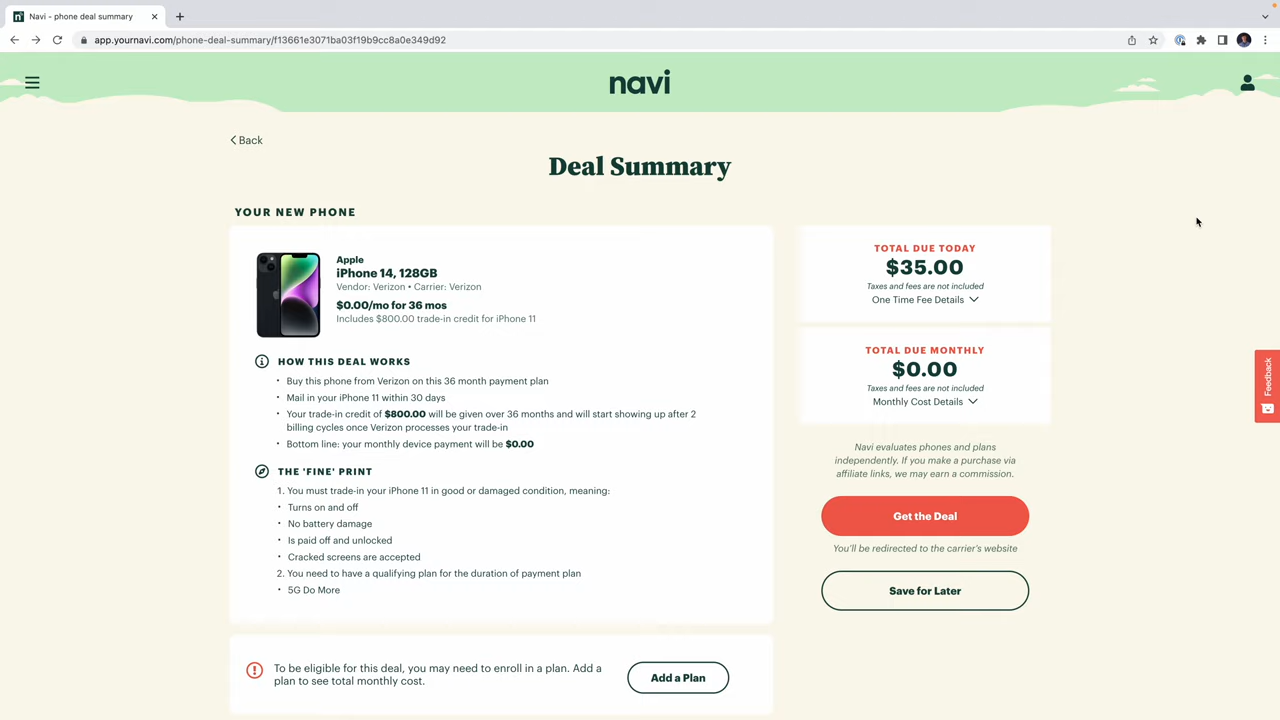 Navi - phone deal summary
app.yournavi.com/phone-deal-summary/f13661e3071ba03f19b9cc8a0e349d92
navi
Back
Deal Summary
YOUR NEW PHONE
Apple
iPhone 14, 128GB
Vendor: Verizon • Carrier: Verizon
$0.00/mo for 36 mos
Includes $800.00 trade-in credit for iPhone 11
HOW THIS DEAL WORKS
• Buy this phone from Verizon on this 36 month payment plan
• Mail in your iPhone 11 within 30 days
• Your trade-in credit of $800.00 will be given over 36 months and will start showing up after 2
billing cycles once Verizon processes your trade-in
• Bottom line: your monthly device payment will be $0.00
THE 'FINE' PRINT
1. You must trade-in your iPhone 11 in good or damaged condition, meaning:
• Turns on and off
• No battery damage
• Is paid off and unlocked
• Cracked screens are accepted
2. You need to have a qualifying plan for the duration of payment plan
• 5G Do More
To be eligible for this deal, you may need to enroll in a plan. Add a
plan to see total monthly cost.
Add a Plan
TOTAL DUE TODAY
$35.00
Taxes and fees are not included
One Time Fee Details
TOTAL DUE MONTHLY
$0.00
Taxes and fees are not included
Monthly Cost Details
Navi evaluates phones and plans
independently. If you make a purchase via
affiliate links, we may earn a commission.
Get the Deal
You'll be redirected to the carrier's website
Save for Later
Feedback